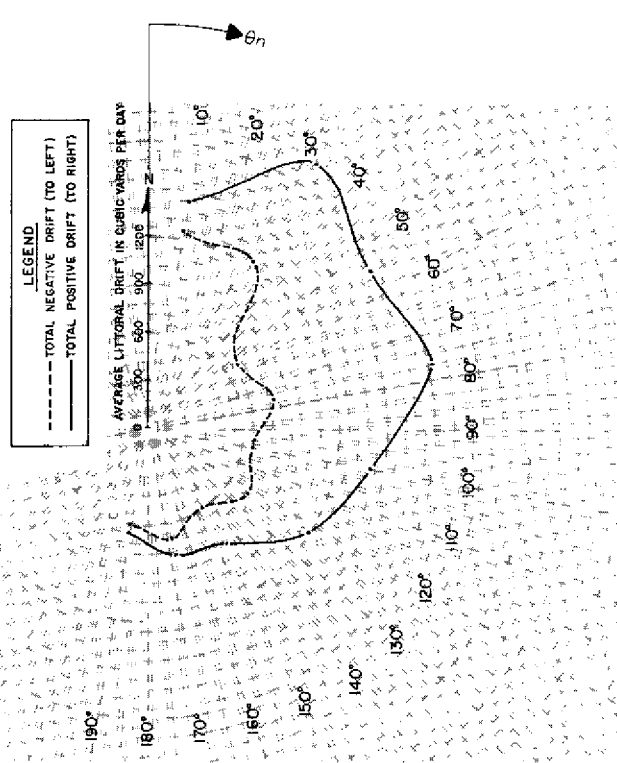 LEGEND
TOTAL NEGATIVE DRIFT (TO LEFT)
TOTAL POSITIVE DRIFT (TO RIGHT)
AVERAGE LITTORAL DRIFT IN CUBIC YARDS PER DAY
0 300 600 900 1200
N
θn
10°
20°
30°
40°
50°
60°
70°
80°
90°
100°
110°
120°
130°
140°
150°
160°
170°
180°
190°